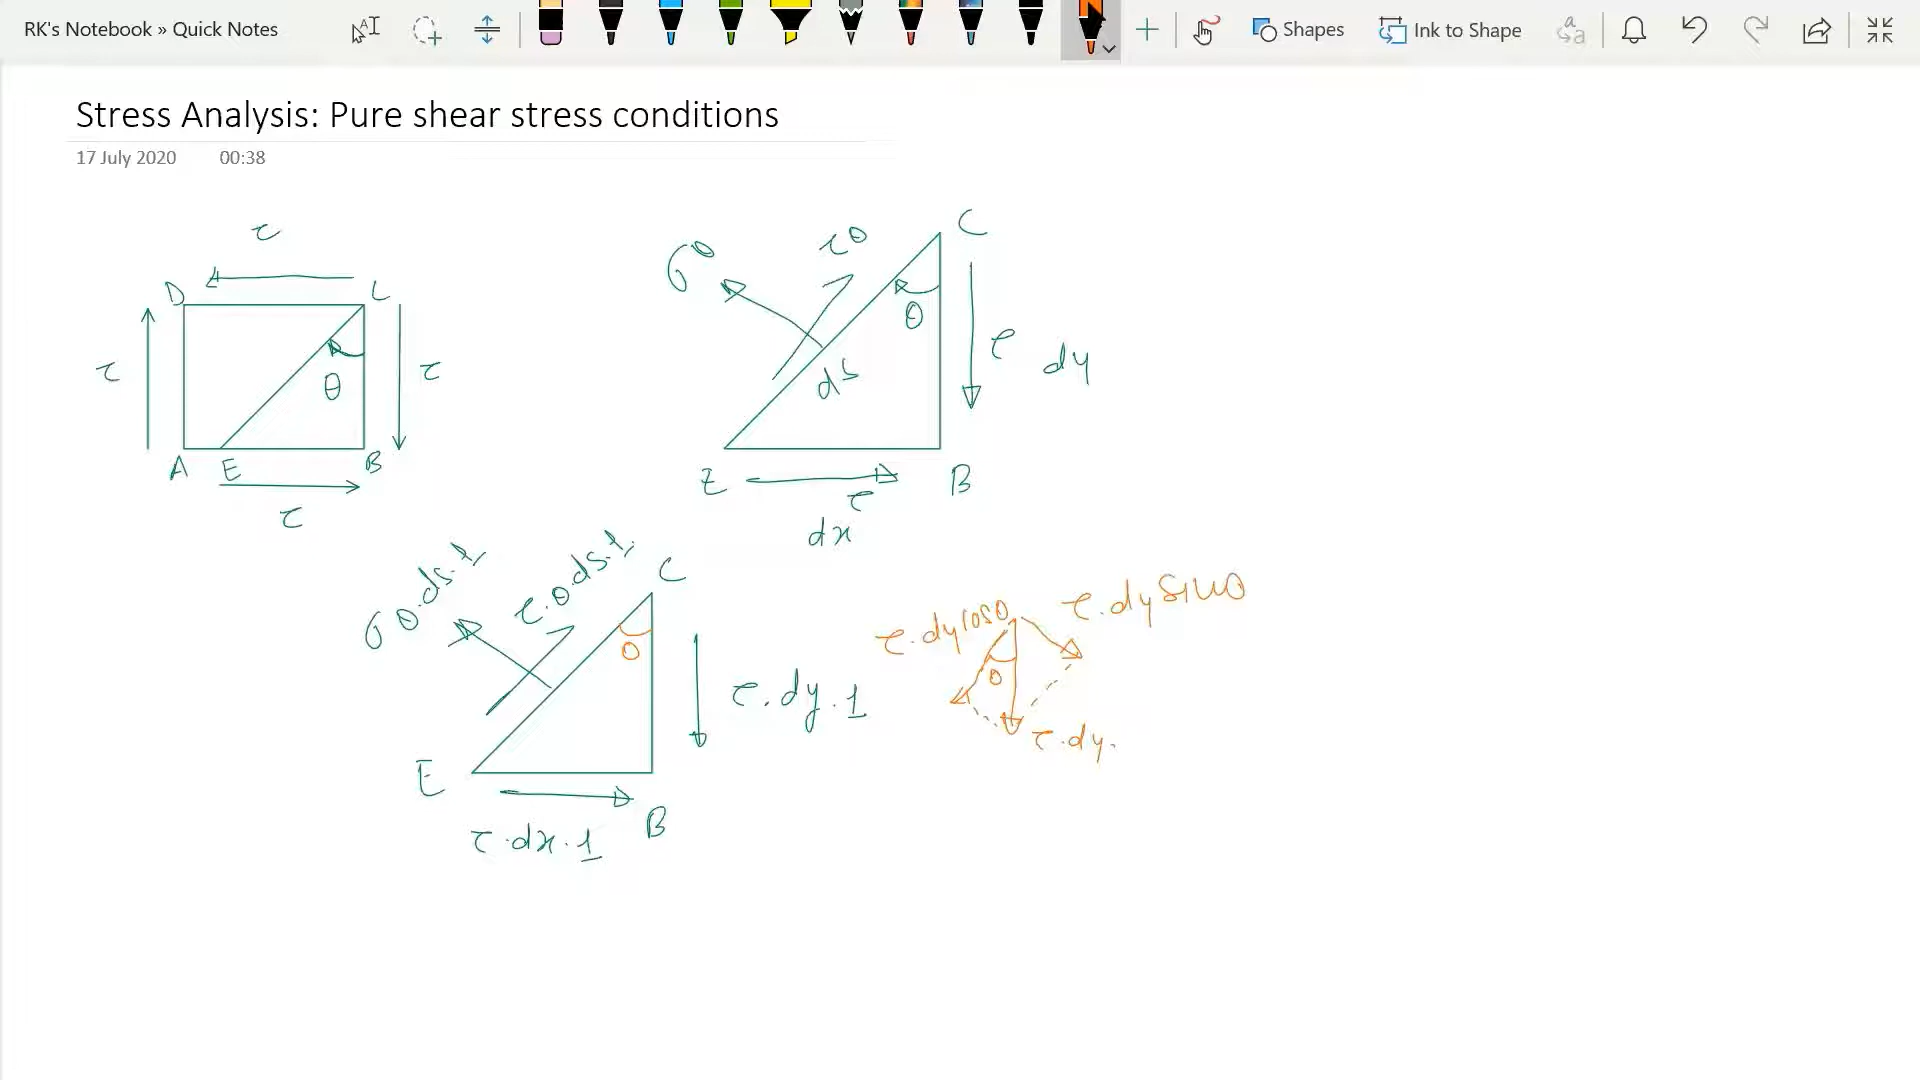 RK's Notebook » Quick Notes
Shapes
Ink to Shape
Stress Analysis: Pure shear stress conditions
17 July 2020 00:38
τ
D C
τ θ τ
A E B
τ
σθ τθ C
θ
ds τ dy
E τ B
dx
σθ.ds.1 τ.θ ds.1 C
θ
τ.dy.1
E B
τ.dx.1
τ.dycosθ τ.dysinθ
θ
τ.dy.